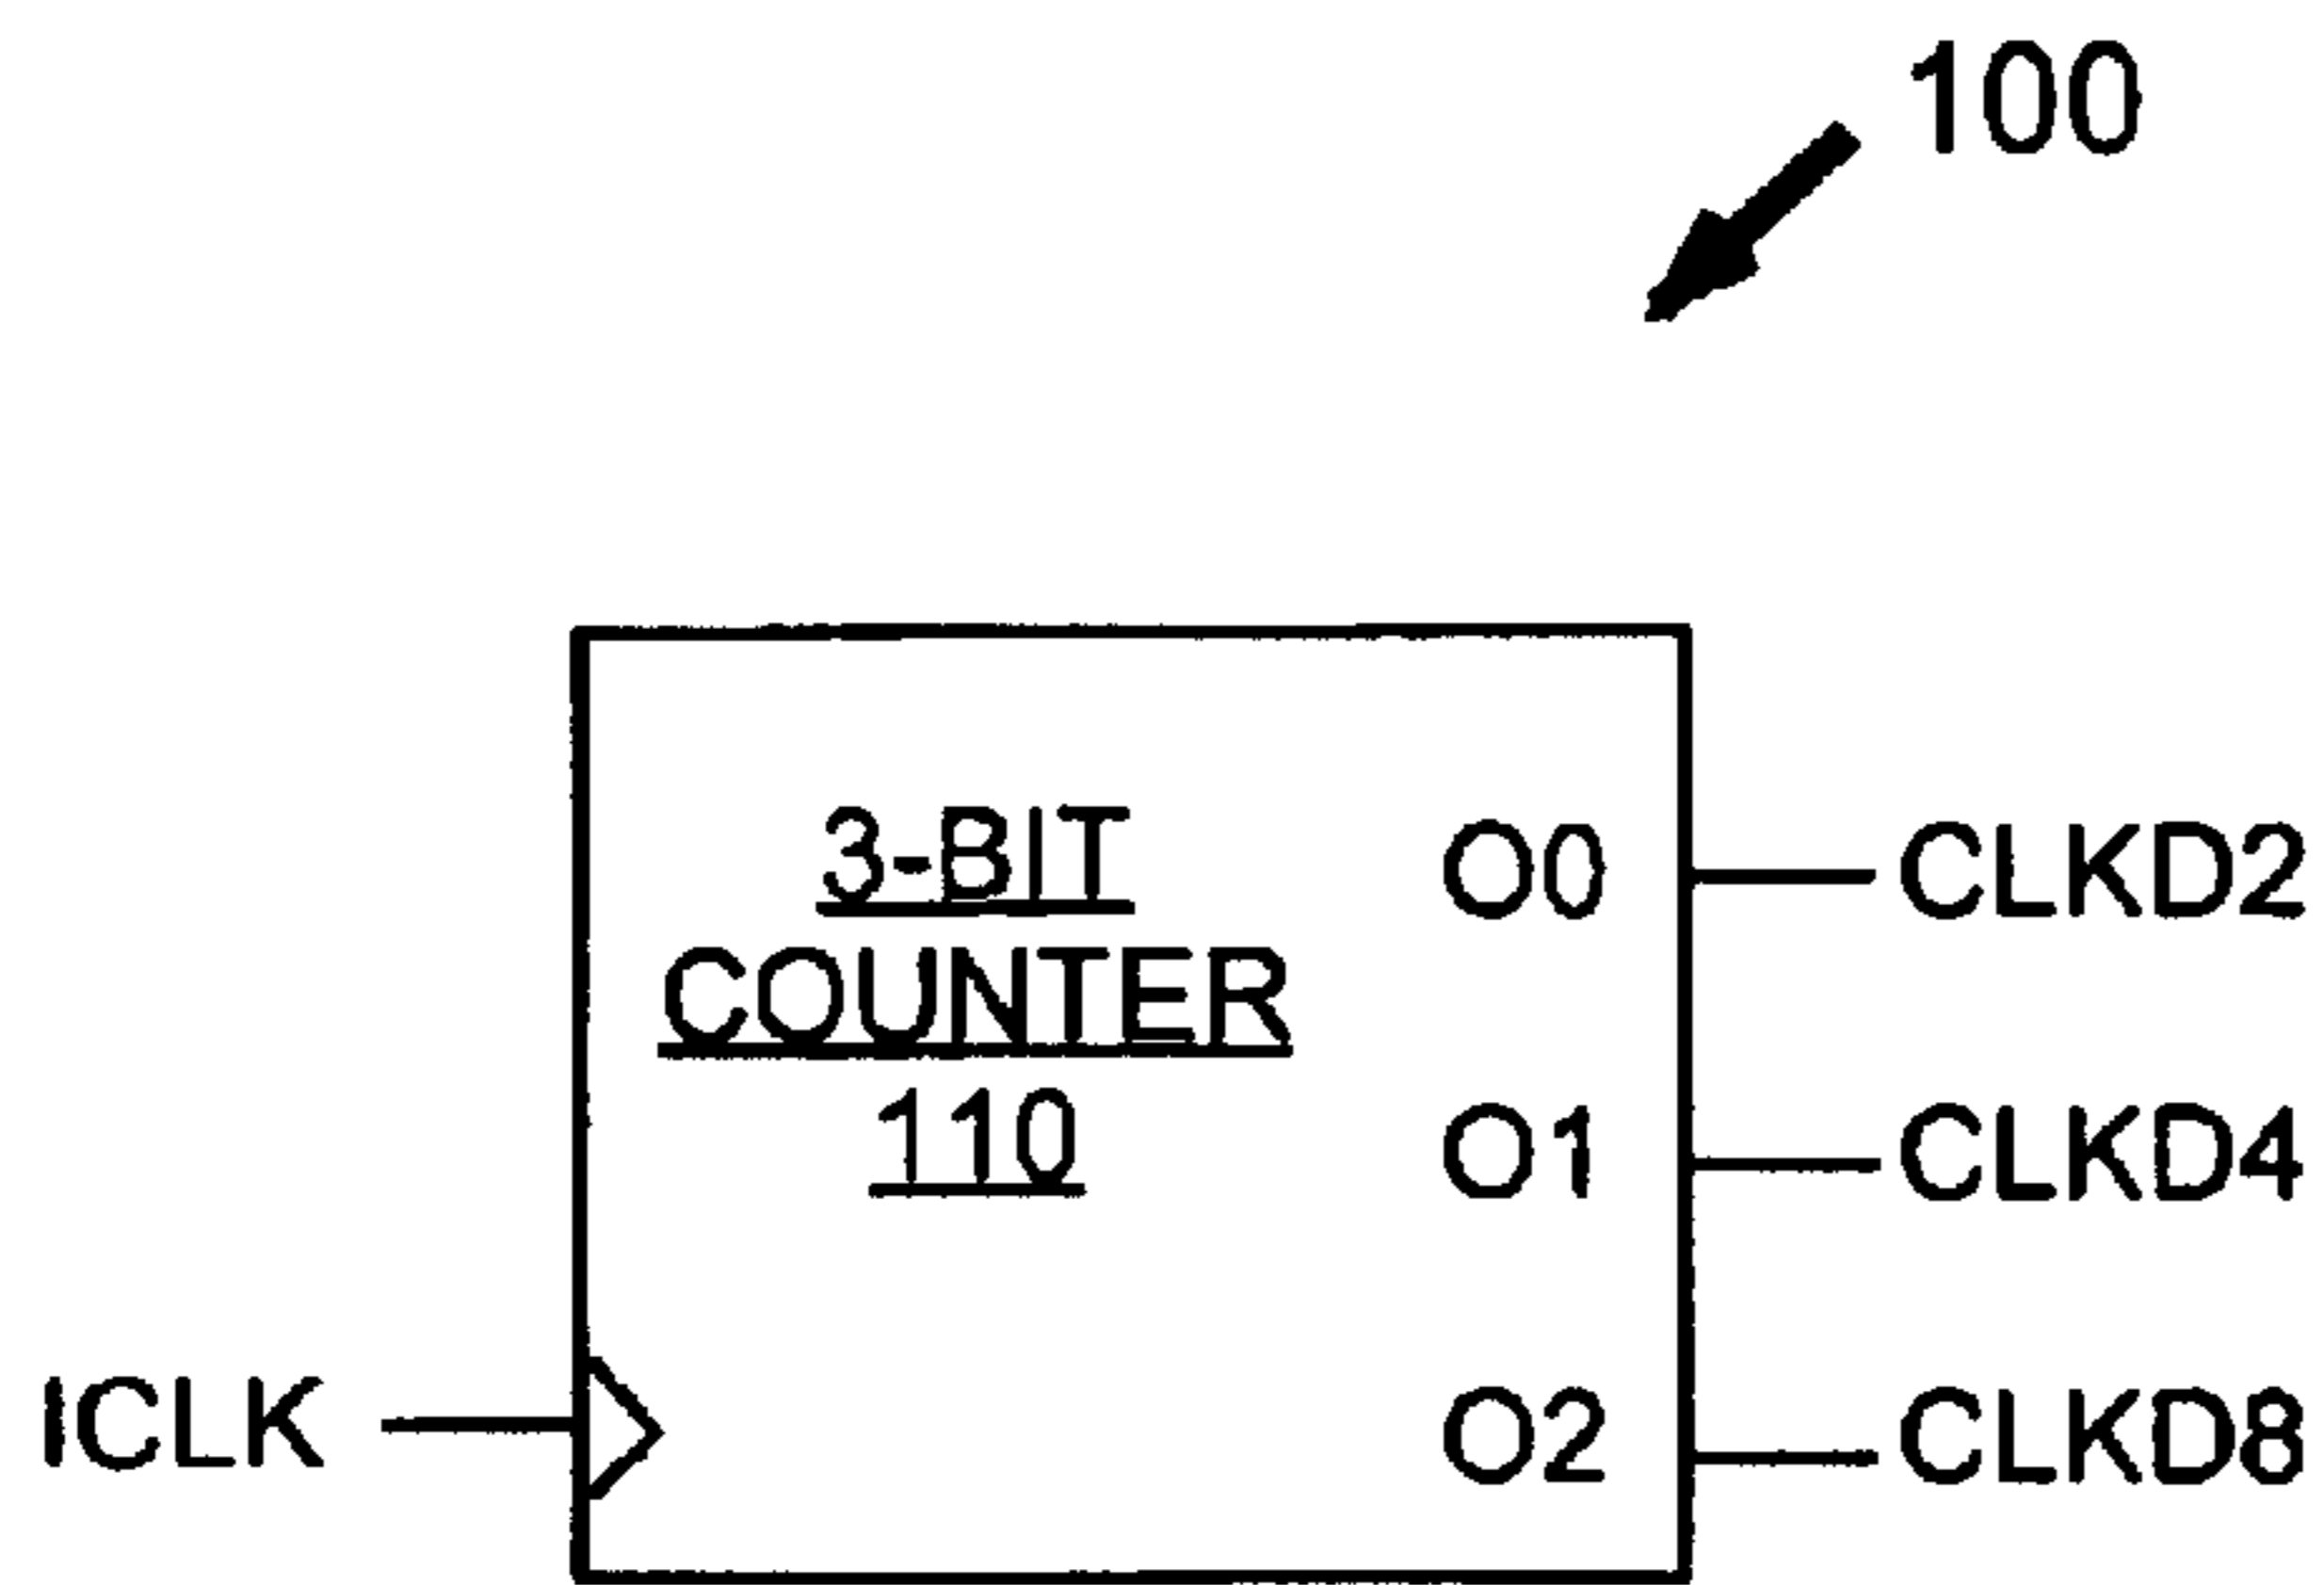 100
3-BIT
COUNTER
110
O0
CLKD2
O1
CLKD4
O2
CLKD8
ICLK